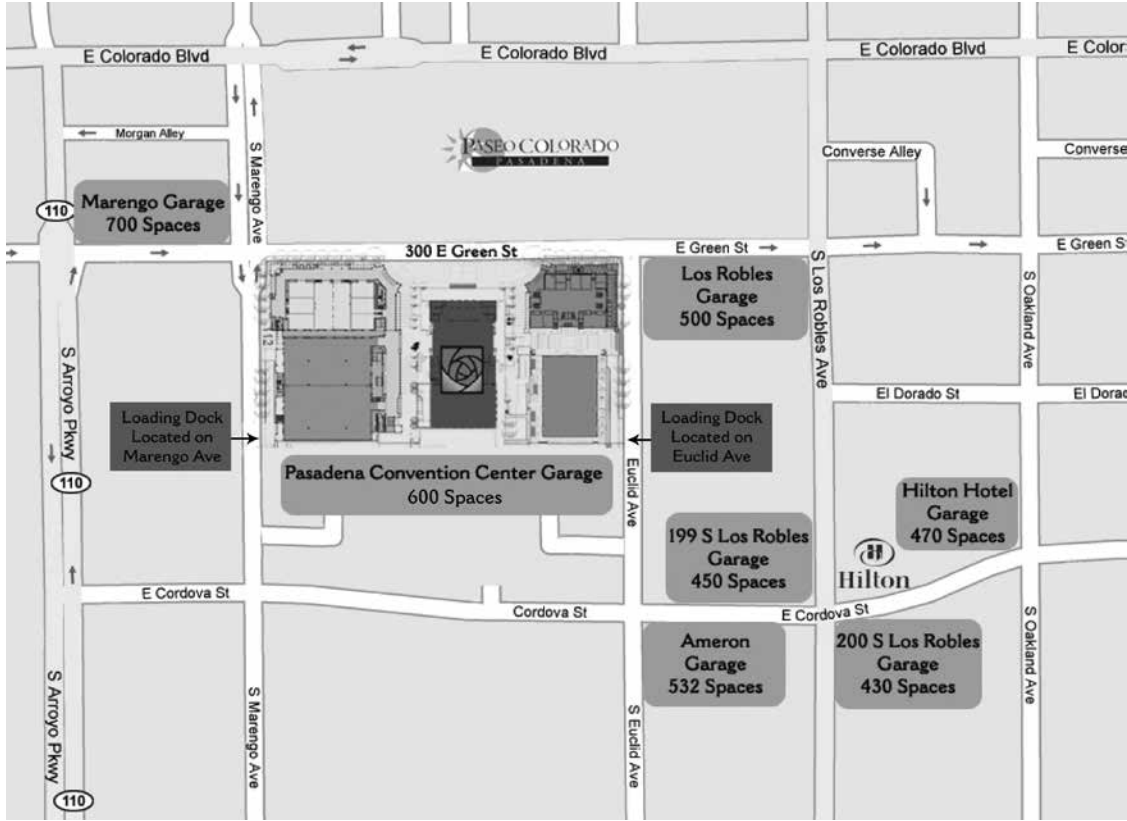 E Colorado Blvd
E Colorado Blvd
E Colorado Blvd
E Color
Morgan Alley
S Marengo Ave
PASEO COLORADO
PASADENA
Converse Alley
Converse
110
Marengo Garage
700 Spaces
300 E Green St
E Green St
E Green St
E Green St
Los Robles
Garage
500 Spaces
S Los Robles Ave
S Oakland Ave
12
S Arroyo Pkwy
El Dorado St
El Dorad
Loading Dock
Located on
Marengo Ave
Loading Dock
Located on
Euclid Ave
110
Pasadena Convention Center Garage
600 Spaces
Euclid Ave
Hilton Hotel
Garage
470 Spaces
199 S Los Robles
Garage
450 Spaces
H
Hilton
E Cordova St
Cordova St
E Cordova St
Ameron
Garage
532 Spaces
200 S Los Robles
Garage
430 Spaces
S Oakland Ave
S Arroyo Pkwy
S Marengo Ave
S Euclid Ave
110